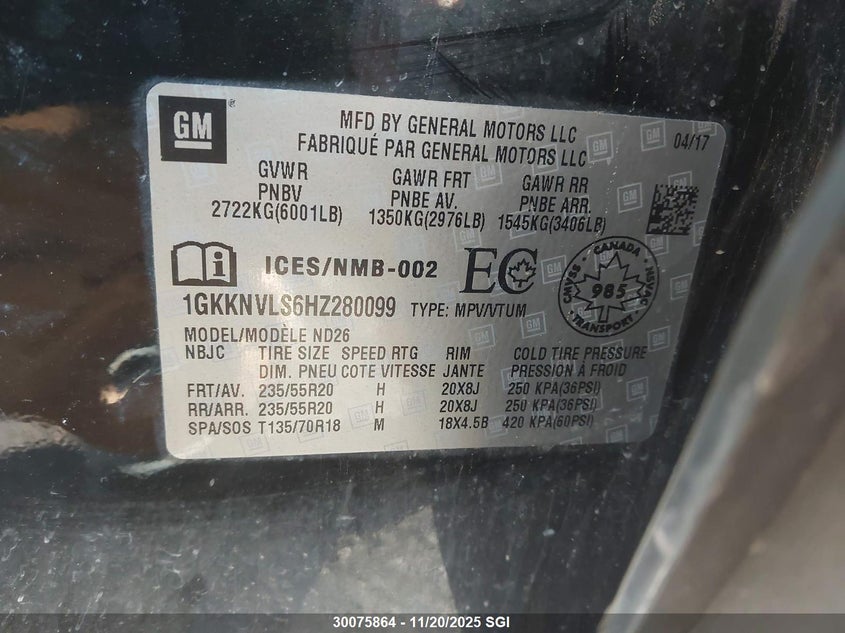 GM
MFD BY GENERAL MOTORS LLC
FABRIQUÉ PAR GENERAL MOTORS LLC
04/17
GVWR GAWR FRT GAWR RR
PNBV PNBE AV. PNBE ARR.
2722KG(6001LB) 1350KG(2976LB) 1545KG(3406LB)
ICES/NMB-002 EC
CANADA
CMVSS 985 NSVAC
TRANSPORT
1GKKNVLS6HZ280099 TYPE: MPV/VTUM
MODEL/MODÈLE ND26
NBJC TIRE SIZE SPEED RTG RIM COLD TIRE PRESSURE
DIM. PNEU COTE VITESSE JANTE PRESSION À FROID
FRT/AV. 235/55R20 H 20X8J 250 KPA(36PSI)
RR/ARR. 235/55R20 H 20X8J 250 KPA(36PSI)
SPA/SOS T135/70R18 M 18X4.5B 420 KPA(60PSI)
30075864 - 11/20/2025 SGI